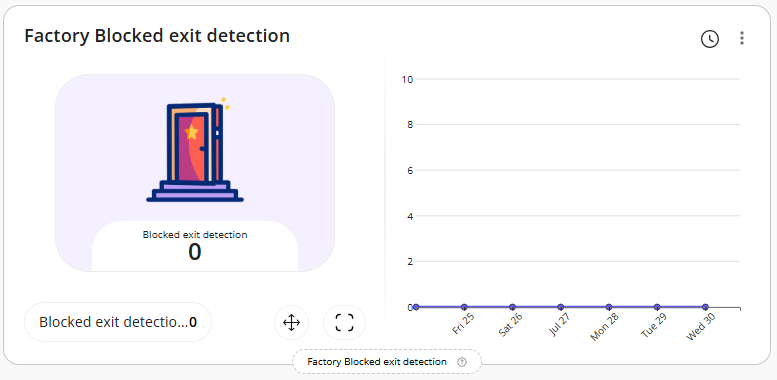 Factory Blocked exit detection
Blocked exit detection
0
Blocked exit detectio...0
10
8
6
4
2
0
Fri 25
Sat 26
Jul 27
Mon 28
Tue 29
Wed 30
Factory Blocked exit detection